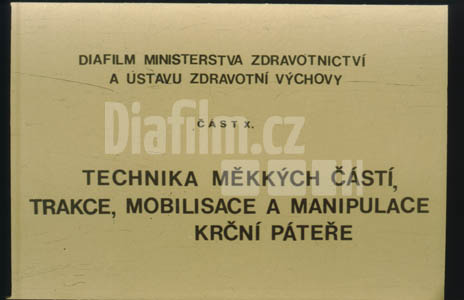 DIAFILM MINISTERSTVA ZDRAVOTNICTVÍ
A ÚSTAVU ZDRAVOTNÍ VÝCHOVY
Diafilm.cz
ČÁST X.
TECHNIKA MĚKKÝCH ČÁSTÍ,
TRAKCE, MOBILISACE A MANIPULACE
KRČNÍ PÁTEŘE